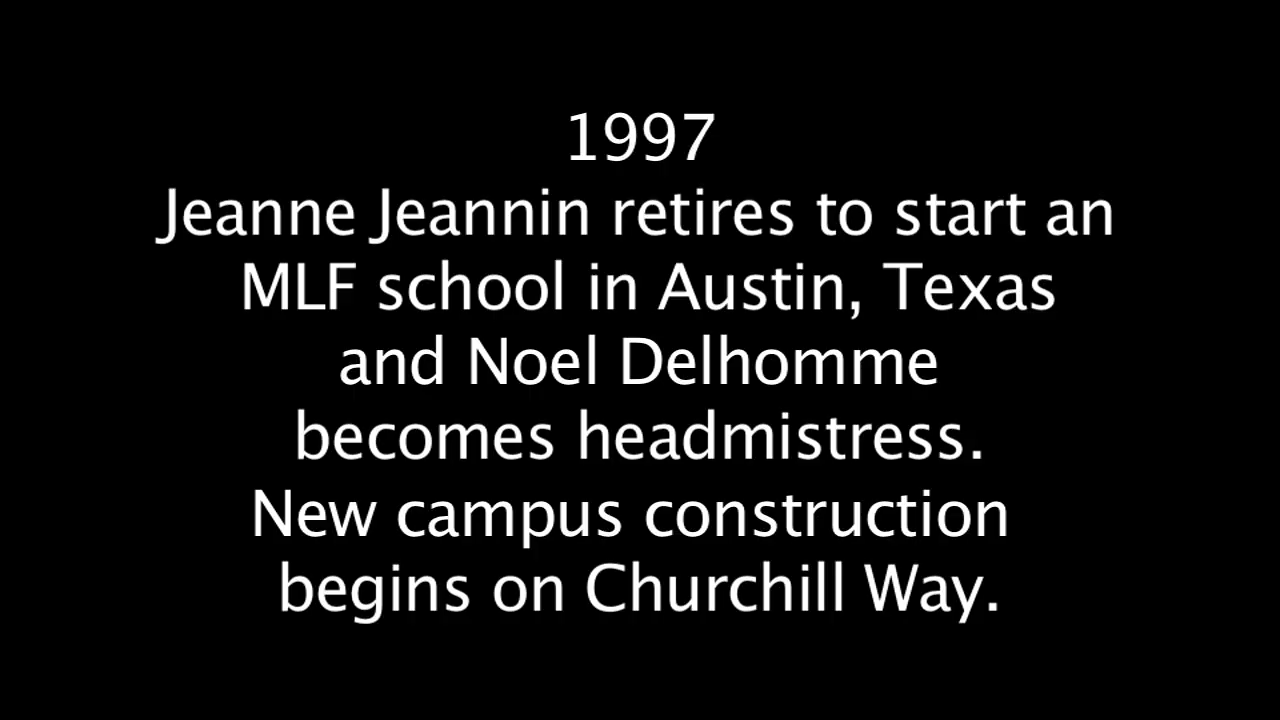 1997
Jeanne Jeannin retires to start an
MLF school in Austin, Texas
and Noel Delhomme
becomes headmistress.
New campus construction
begins on Churchill Way.